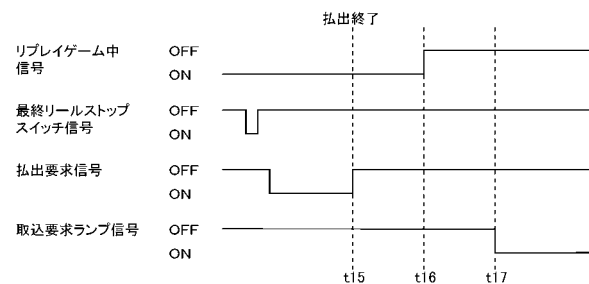 払出終了
リプレイゲーム中
信号
OFF
ON
最終リールストップ
スイッチ信号
OFF
ON
払出要求信号
OFF
ON
取込要求ランプ信号
OFF
ON
t15 t16 t17